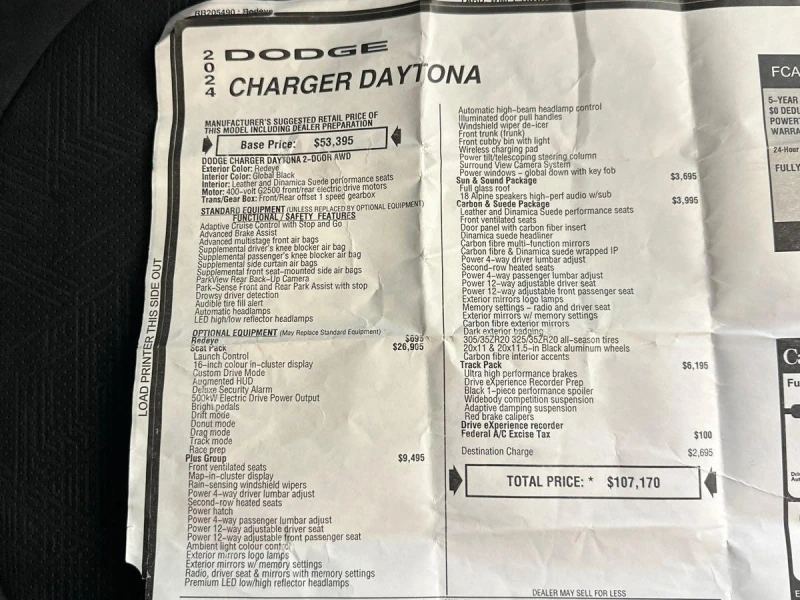 RB205490 : Redeye
2024
DODGE
CHARGER DAYTONA
MANUFACTURER'S SUGGESTED RETAIL PRICE OF
THIS MODEL INCLUDING DEALER PREPARATION
Base Price: $53,395
DODGE CHARGER DAYTONA 2-DOOR AWD
Exterior Color: Redeye
Interior Color: Global Black
Interior: Leather and Dinamica Suede performance seats
Motor: 400-volt G2500 front/rear electric drive motors
Trans/Gear Box: Front/Rear offset 1 speed gearbox
STANDARD EQUIPMENT (UNLESS REPLACED BY OPTIONAL EQUIPMENT)
FUNCTIONAL / SAFETY FEATURES
Adaptive Cruise Control with Stop and Go
Advanced Brake Assist
Advanced multistage front air bags
Supplemental driver's knee blocker air bag
Supplemental passenger's knee blocker air bag
Supplemental side curtain air bags
Supplemental front seat-mounted side air bags
ParkView Rear Back-Up Camera
Park-Sense Front and Rear Park Assist with stop
Drowsy driver detection
Audible tire fill alert
Automatic headlamps
LED high/low reflector headlamps
OPTIONAL EQUIPMENT (May Replace Standard Equipment)
Redeye $695
Scat Pack $26,905
Launch Control
16-inch colour in-cluster display
Custom Drive Mode
Augmented HUD
Deluxe Security Alarm
500kW Electric Drive Power Output
Bright pedals
Drift mode
Donut mode
Drag mode
Track mode
Race prep
Plus Group $9,495
Front ventilated seats
Map-in-cluster display
Rain-sensing windshield wipers
Power 4-way driver lumbar adjust
Second-row heated seats
Power hatch
Power 4-way passenger lumbar adjust
Power 12-way adjustable driver seat
Power 12-way adjustable front passenger seat
Ambient light colour control
Exterior mirrors logo lamps
Exterior mirrors w/ memory settings
Radio, driver seat & mirrors with memory settings
Premium LED low/high reflector headlamps
Automatic high-beam headlamp control
Illuminated door pull handles
Windshield wiper de-icer
Front trunk (frunk)
Front cubby bin with light
Wireless charging pad
Power tilt/telescoping steering column
Surround View Camera System
Power windows – global down with key fob
Sun & Sound Package $3,695
Full glass roof
18 Alpine speakers high-perf audio w/sub
Carbon & Suede Package $3,995
Leather and Dinamica Suede performance seats
Front ventilated seats
Door panel with carbon fiber insert
Dinamica suede headliner
Carbon fibre multi-function mirrors
Carbon fibre & Dinamica suede wrapped IP
Power 4-way driver lumbar adjust
Second-row heated seats
Power 4-way passenger lumbar adjust
Power 12-way adjustable driver seat
Power 12-way adjustable front passenger seat
Exterior mirrors logo lamps
Memory settings – radio and driver seat
Exterior mirrors w/ memory settings
Carbon fibre exterior mirrors
Dark exterior badging
305/35ZR20 325/35ZR20 all-season tires
20x11 & 20x11.5-in Black aluminum wheels
Carbon fibre interior accents
Track Pack $6,195
Ultra high performance brakes
Drive eXperience Recorder Prep
Black 1-piece performance spoiler
Widebody competition suspension
Adaptive damping suspension
Red brake calipers
Drive eXperience recorder
Federal A/C Excise Tax $100
Destination Charge $2,695
TOTAL PRICE: * $107,170
DEALER MAY SELL FOR LESS
LOAD PRINTER THIS SIDE OUT
FCA
5-YEAR
$0 DEDU
POWERT
WARRA
24-Hour
FULLY
Ca
Fu